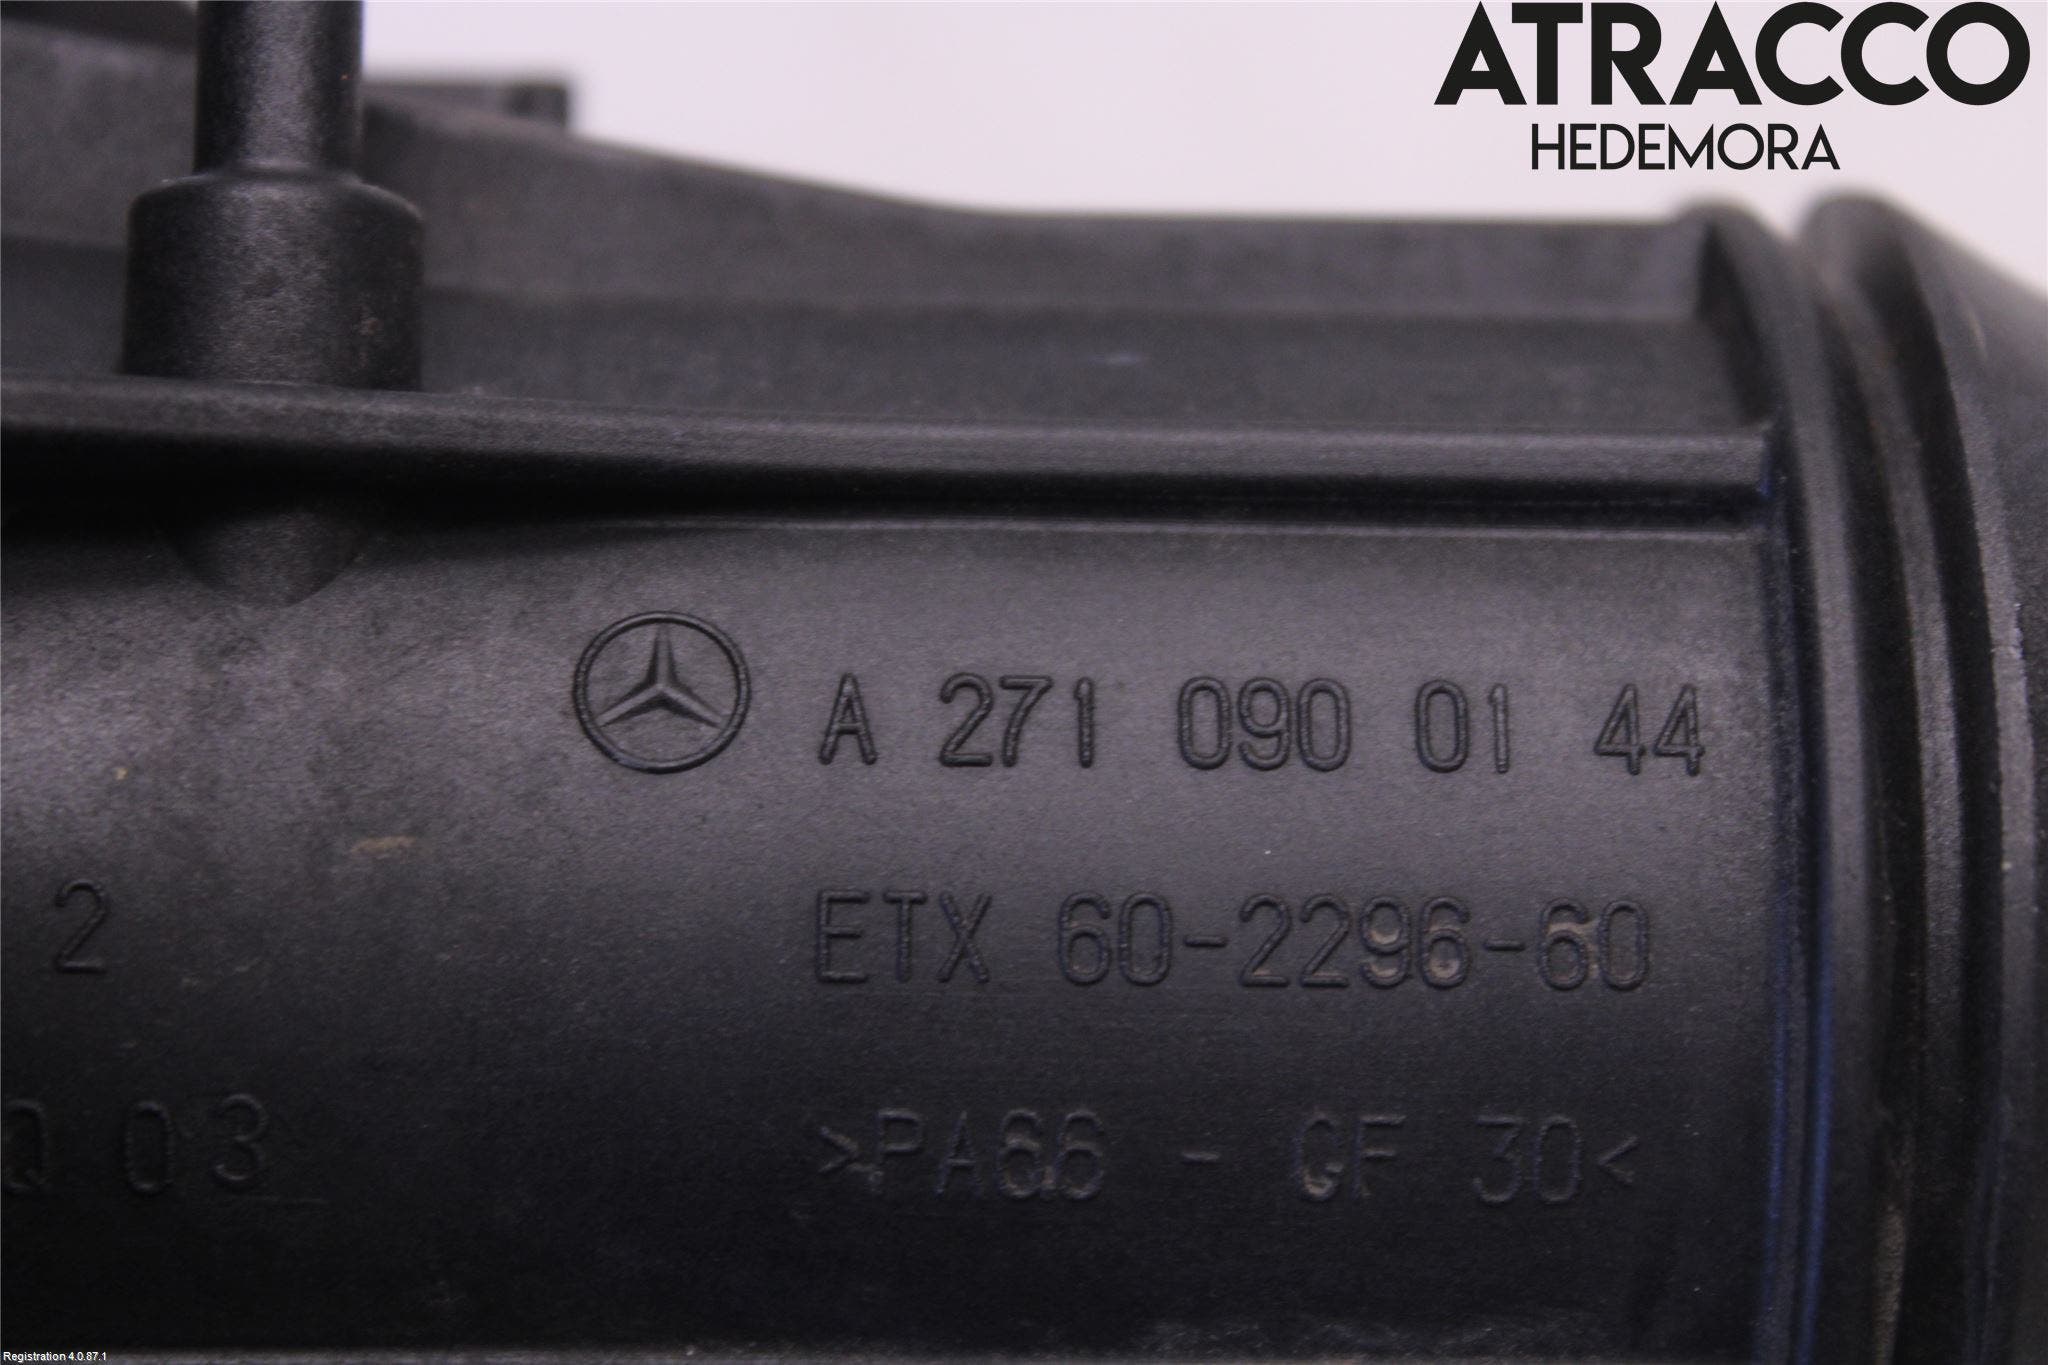 ATRACCO
HEDEMORA
A 271 090 01 44
2
ETX 60-2296-60
03
>PA66 - GF 30<
Registration 4.0.87.1